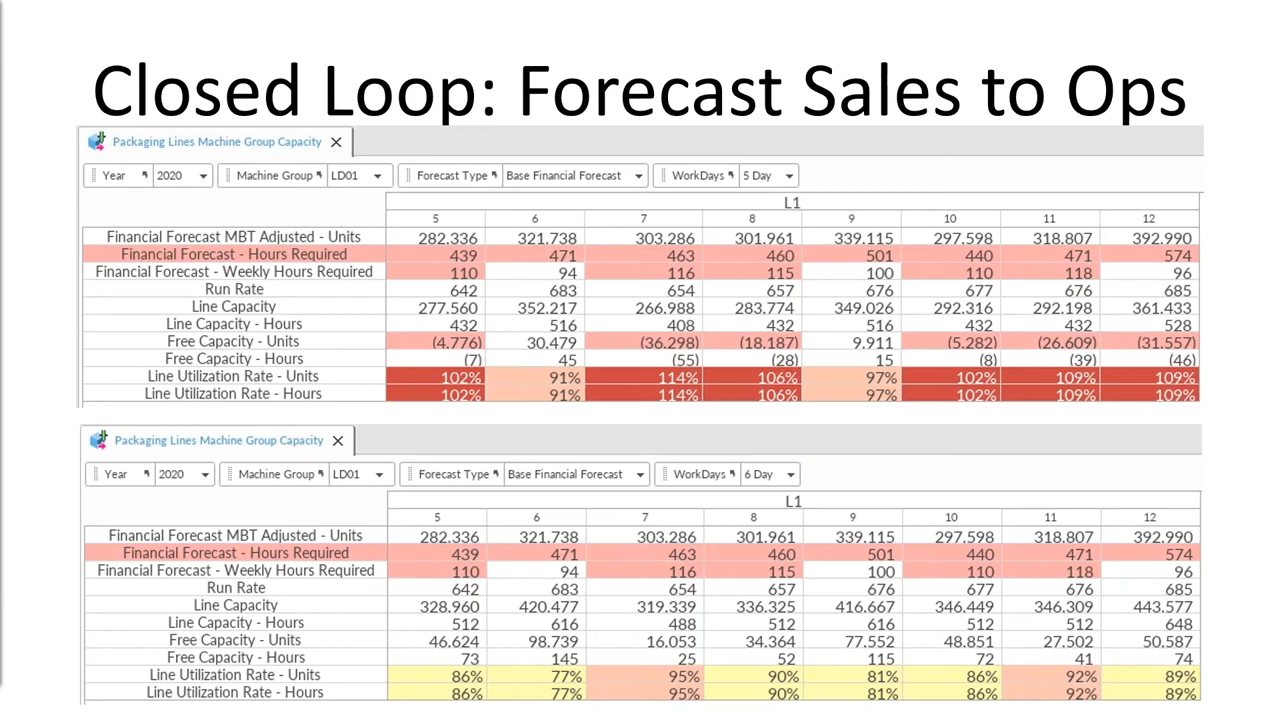 Closed Loop: Forecast Sales to Ops
Packaging Lines Machine Group Capacity
Year 2020 Machine Group LD01 Forecast Type Base Financial Forecast WorkDays 5 Day
L1
5 6 7 8 9 10 11 12
Financial Forecast MBT Adjusted - Units 282.336 321.738 303.286 301.961 339.115 297.598 318.807 392.990
Financial Forecast - Hours Required 439 471 463 460 501 440 471 574
Financial Forecast - Weekly Hours Required 110 94 116 115 100 110 118 96
Run Rate 642 683 654 657 676 677 676 685
Line Capacity 277.560 352.217 266.988 283.774 349.026 292.316 292.198 361.433
Line Capacity - Hours 432 516 408 432 516 432 432 528
Free Capacity - Units (4.776) 30.479 (36.298) (18.187) 9.911 (5.282) (26.609) (31.557)
Free Capacity - Hours (7) 45 (55) (28) 15 (8) (39) (46)
Line Utilization Rate - Units 102% 91% 114% 106% 97% 102% 109% 109%
Line Utilization Rate - Hours 102% 91% 114% 106% 97% 102% 109% 109%
Packaging Lines Machine Group Capacity
Year 2020 Machine Group LD01 Forecast Type Base Financial Forecast WorkDays 6 Day
L1
5 6 7 8 9 10 11 12
Financial Forecast MBT Adjusted - Units 282.336 321.738 303.286 301.961 339.115 297.598 318.807 392.990
Financial Forecast - Hours Required 439 471 463 460 501 440 471 574
Financial Forecast - Weekly Hours Required 110 94 116 115 100 110 118 96
Run Rate 642 683 654 657 676 677 676 685
Line Capacity 328.960 420.477 319.339 336.325 416.667 346.449 346.309 443.577
Line Capacity - Hours 512 616 488 512 616 512 512 648
Free Capacity - Units 46.624 98.739 16.053 34.364 77.552 48.851 27.502 50.587
Free Capacity - Hours 73 145 25 52 115 72 41 74
Line Utilization Rate - Units 86% 77% 95% 90% 81% 86% 92% 89%
Line Utilization Rate - Hours 86% 77% 95% 90% 81% 86% 92% 89%